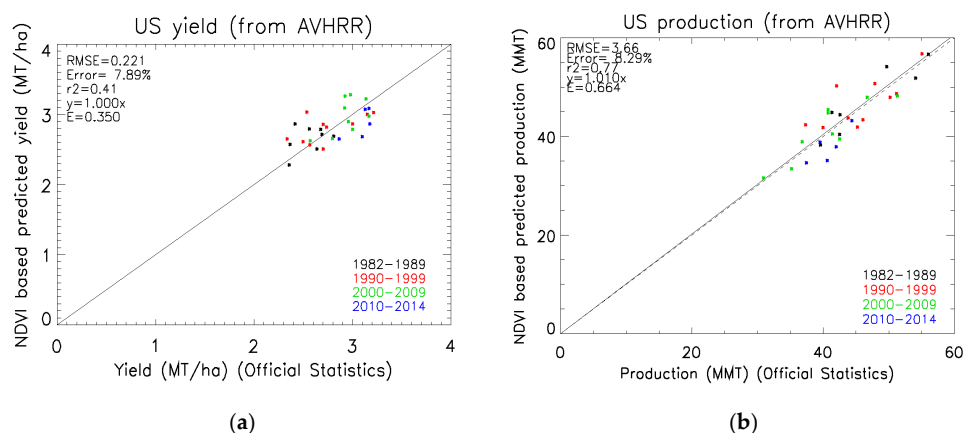 US yield (from AVHRR)
RMSE=0.221
Error= 7.89%
r2=0.41
y=1.000x
E=0.350
NDVI based predicted yield (MT/ha)
4
3
2
1
0
1982-1989
1990-1999
2000-2009
2010-2014
0 1 2 3 4
Yield (MT/ha) (Official Statistics)
(a)
US production (from AVHRR)
RMSE=3.66
Error= 8.29%
r2=0.77
y=1.010x
E=0.664
NDVI based predicted production (MMT)
60
40
20
0
1982-1989
1990-1999
2000-2009
2010-2014
0 20 40 60
Production (MMT) (Official Statistics)
(b)